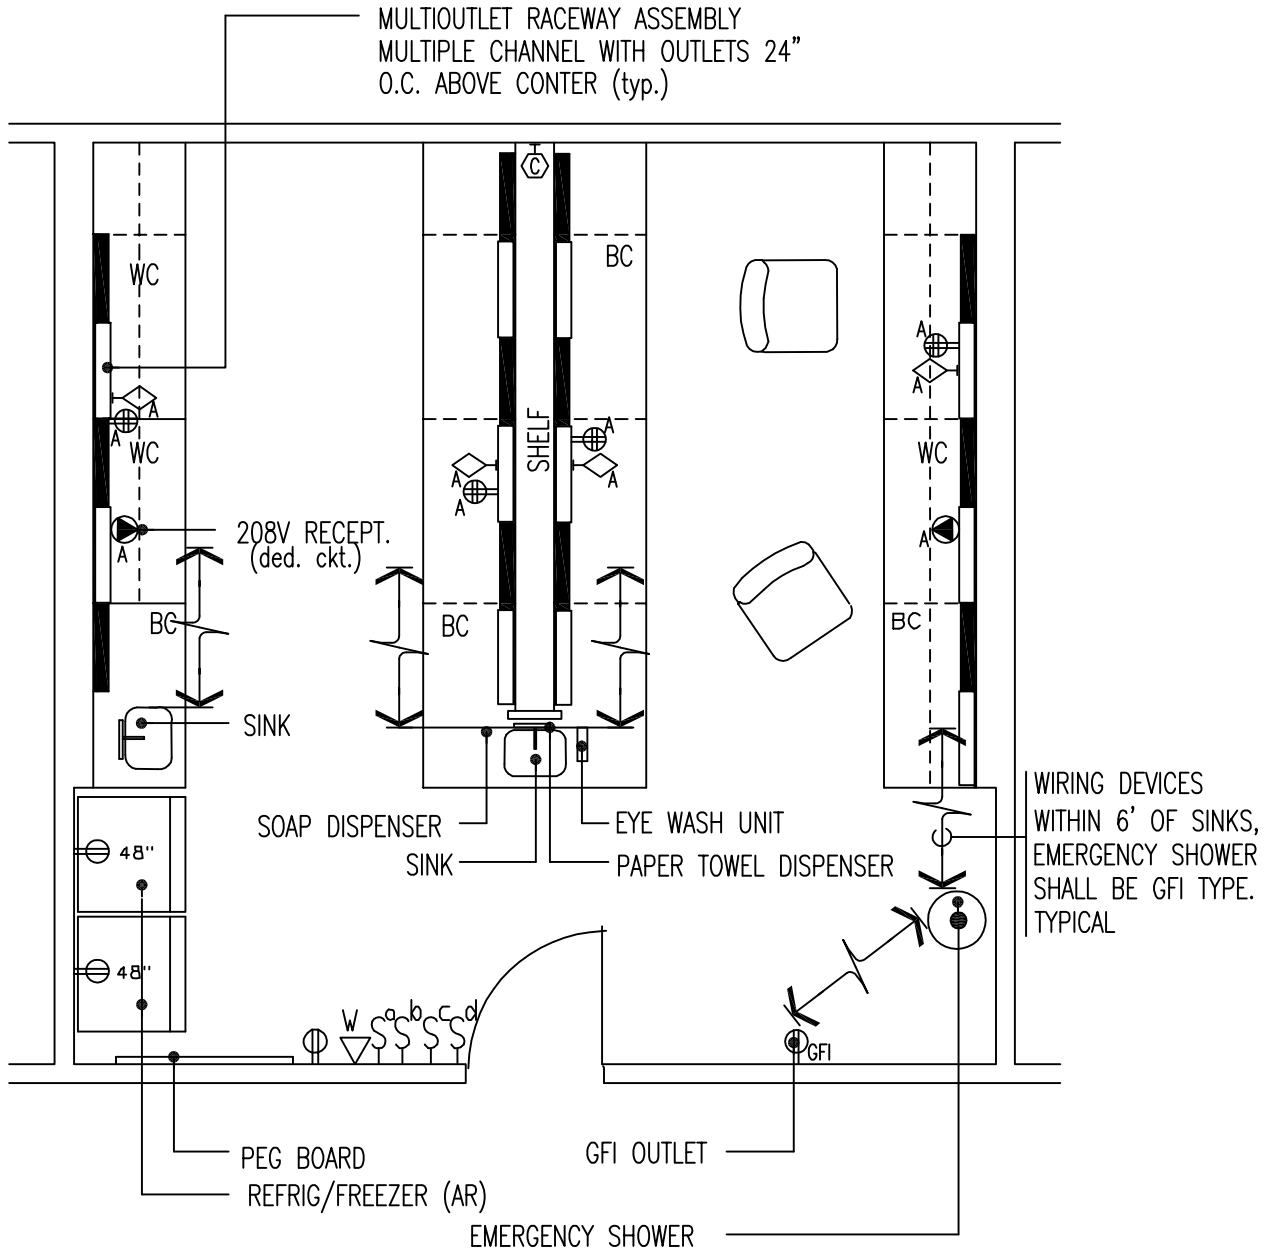 MULTIOUTLET RACEWAY ASSEMBLY
MULTIPLE CHANNEL WITH OUTLETS 24”
O.C. ABOVE CONTER (typ.)
C
BC
WC
A
A
A
A
WC
WC
SHELF
A
A
A
A
208V RECEPT.
(ded. ckt.)
A
A
BC
BC
BC
SINK
SOAP DISPENSER
EYE WASH UNIT
SINK
PAPER TOWEL DISPENSER
WIRING DEVICES
WITHIN 6’ OF SINKS,
EMERGENCY SHOWER
SHALL BE GFI TYPE.
TYPICAL
48"
48"
W
S a
S b
S c
S d
GFI
PEG BOARD
GFI OUTLET
REFRIG/FREEZER (AR)
EMERGENCY SHOWER